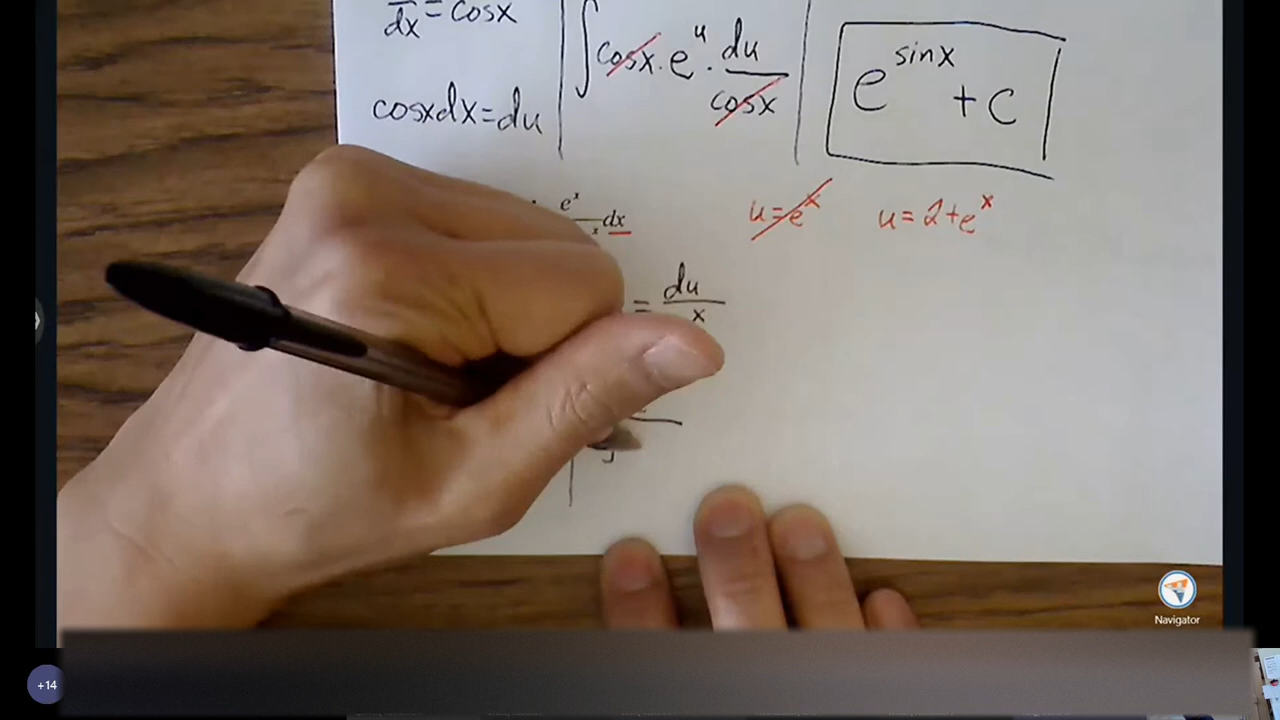 dx = cosx
∫ cosx · e^u · du/cosx
cosxdx = du
e^sinx + c
e^x
x dx
u = e^x
u = 2 + e^x
= du
x
Navigator
+14